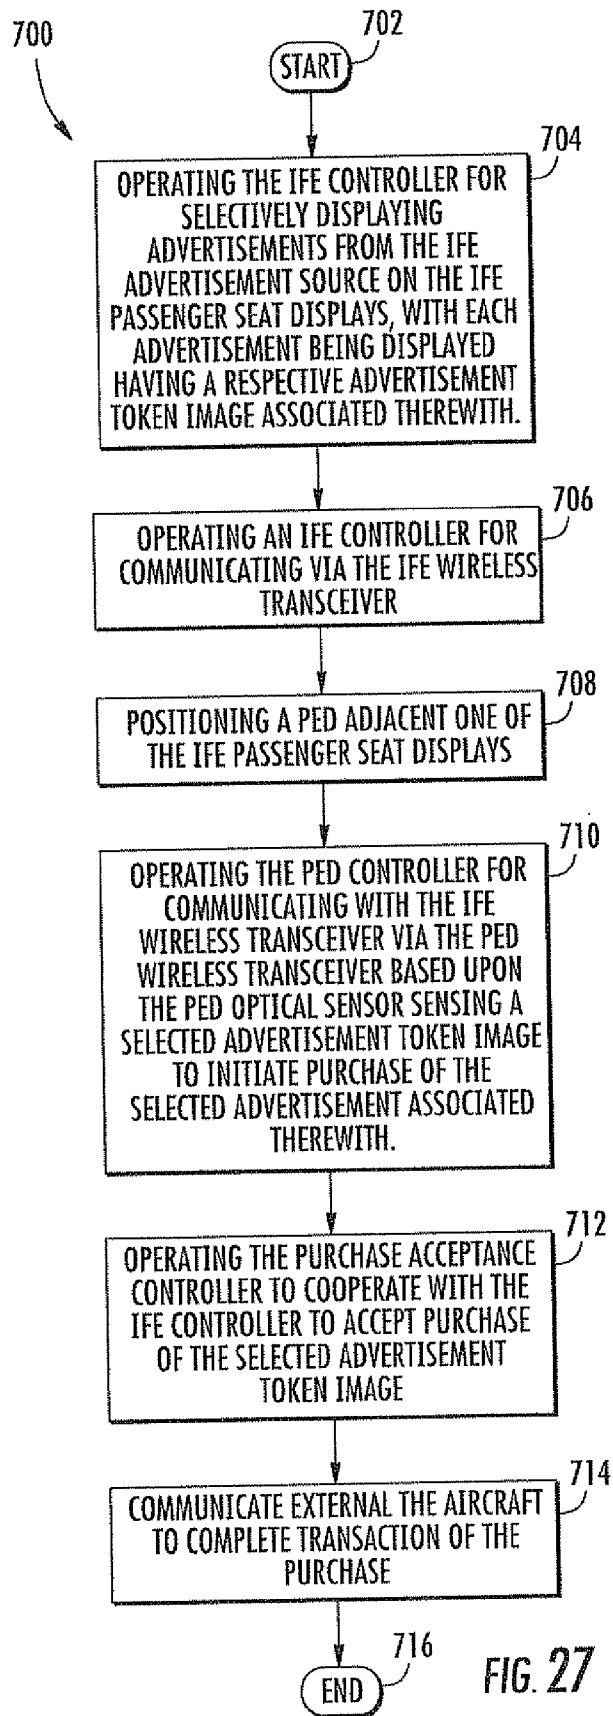 700
702
START
704
OPERATING THE IFE CONTROLLER FOR
SELECTIVELY DISPLAYING
ADVERTISEMENTS FROM THE IFE
ADVERTISEMENT SOURCE ON THE IFE
PASSENGER SEAT DISPLAYS, WITH EACH
ADVERTISEMENT BEING DISPLAYED
HAVING A RESPECTIVE ADVERTISEMENT
TOKEN IMAGE ASSOCIATED THEREWITH.
706
OPERATING AN IFE CONTROLLER FOR
COMMUNICATING VIA THE IFE WIRELESS
TRANSCEIVER
708
POSITIONING A PED ADJACENT ONE OF
THE IFE PASSENGER SEAT DISPLAYS
710
OPERATING THE PED CONTROLLER FOR
COMMUNICATING WITH THE IFE
WIRELESS TRANSCEIVER VIA THE PED
WIRELESS TRANSCEIVER BASED UPON
THE PED OPTICAL SENSOR SENSING A
SELECTED ADVERTISEMENT TOKEN IMAGE
TO INITIATE PURCHASE OF THE
SELECTED ADVERTISEMENT ASSOCIATED
THEREWITH.
712
OPERATING THE PURCHASE ACCEPTANCE
CONTROLLER TO COOPERATE WITH THE
IFE CONTROLLER TO ACCEPT PURCHASE
OF THE SELECTED ADVERTISEMENT
TOKEN IMAGE
714
COMMUNICATE EXTERNAL THE AIRCRAFT
TO COMPLETE TRANSACTION OF THE
PURCHASE
716
END
FIG. 27